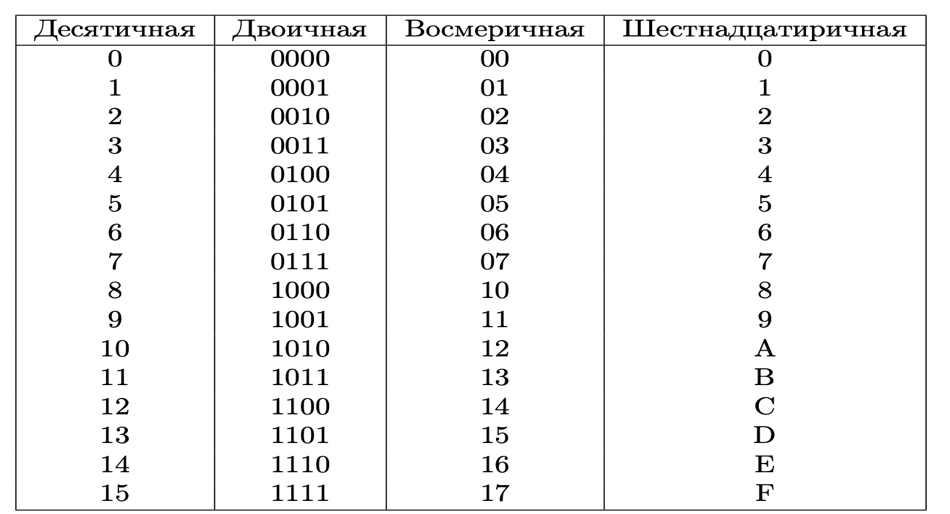 Десятичная Двоичная Восмеричная Шестнадцатиричная
0 0000 00 0
1 0001 01 1
2 0010 02 2
3 0011 03 3
4 0100 04 4
5 0101 05 5
6 0110 06 6
7 0111 07 7
8 1000 10 8
9 1001 11 9
10 1010 12 A
11 1011 13 B
12 1100 14 C
13 1101 15 D
14 1110 16 E
15 1111 17 F